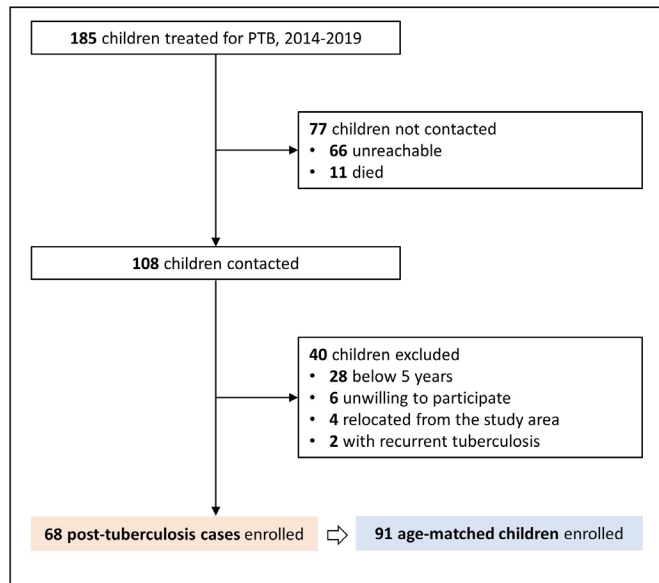 185 children treated for PTB, 2014-2019
77 children not contacted
• 66 unreachable
• 11 died
108 children contacted
40 children excluded
• 28 below 5 years
• 6 unwilling to participate
• 4 relocated from the study area
• 2 with recurrent tuberculosis
68 post-tuberculosis cases enrolled
91 age-matched children enrolled